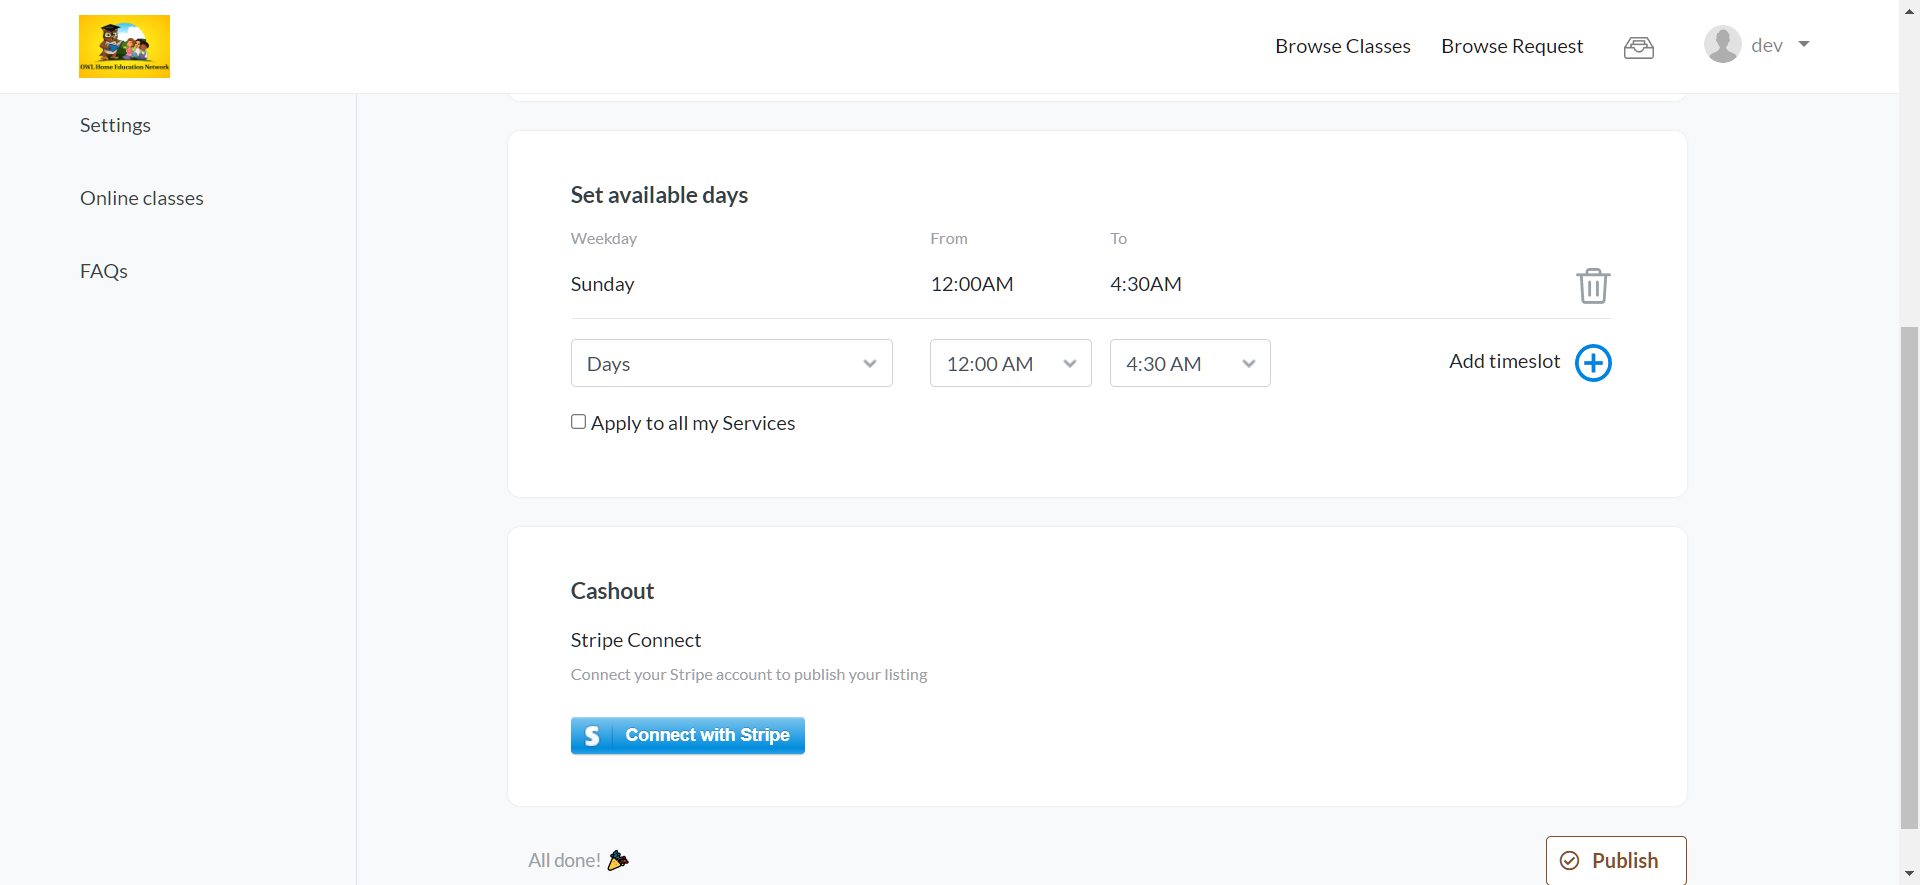 OWL Home Education Network
Browse Classes
Browse Request
dev
Settings
Online classes
FAQs
Set available days
Weekday From To
Sunday 12:00AM 4:30AM
Days 12:00 AM 4:30 AM Add timeslot
Apply to all my Services
Cashout
Stripe Connect
Connect your Stripe account to publish your listing
S Connect with Stripe
All done!
Publish